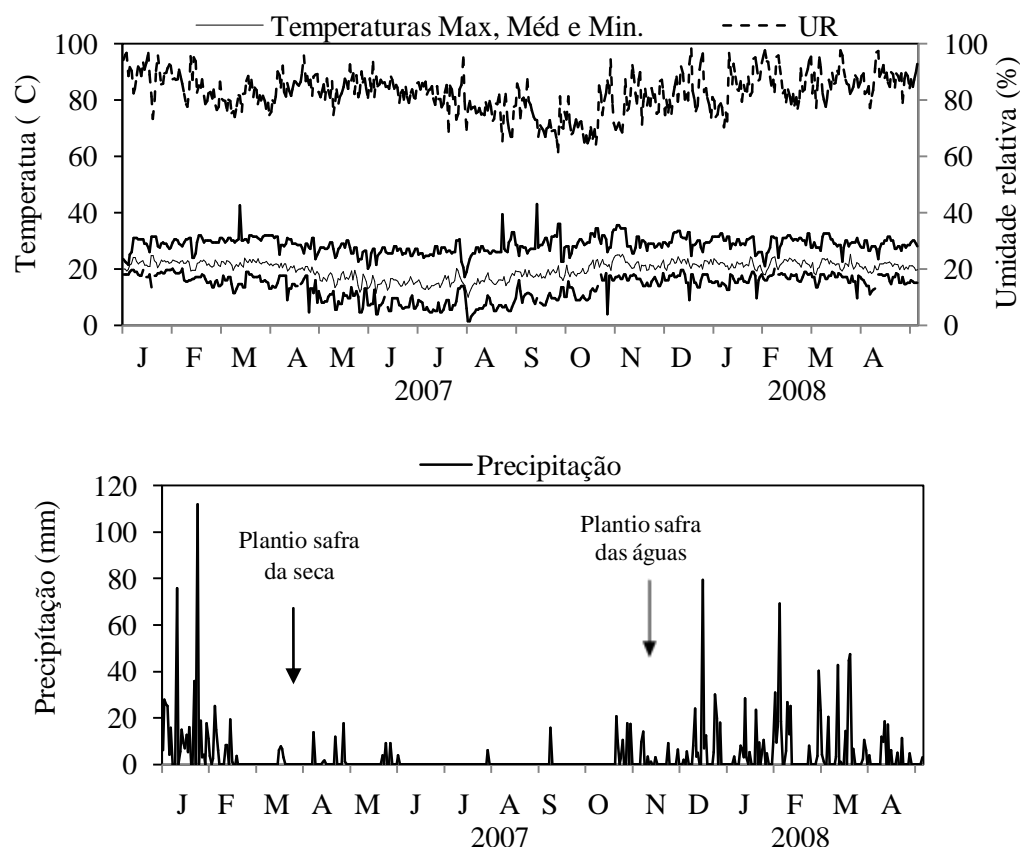 Temperaturas Max, Méd e Min. UR
100 100
80 80
60 60
40 40
20 20
0 0
Temperatua ( C)
Umidade relativa (%)
J F M A M J J A S O N D J F M A
2007 2008
Precipitação
120
100
80
60
40
20
0
Precipítação (mm)
Plantio safra
da seca
Plantio safra
das águas
J F M A M J J A S O N D J F M A
2007 2008